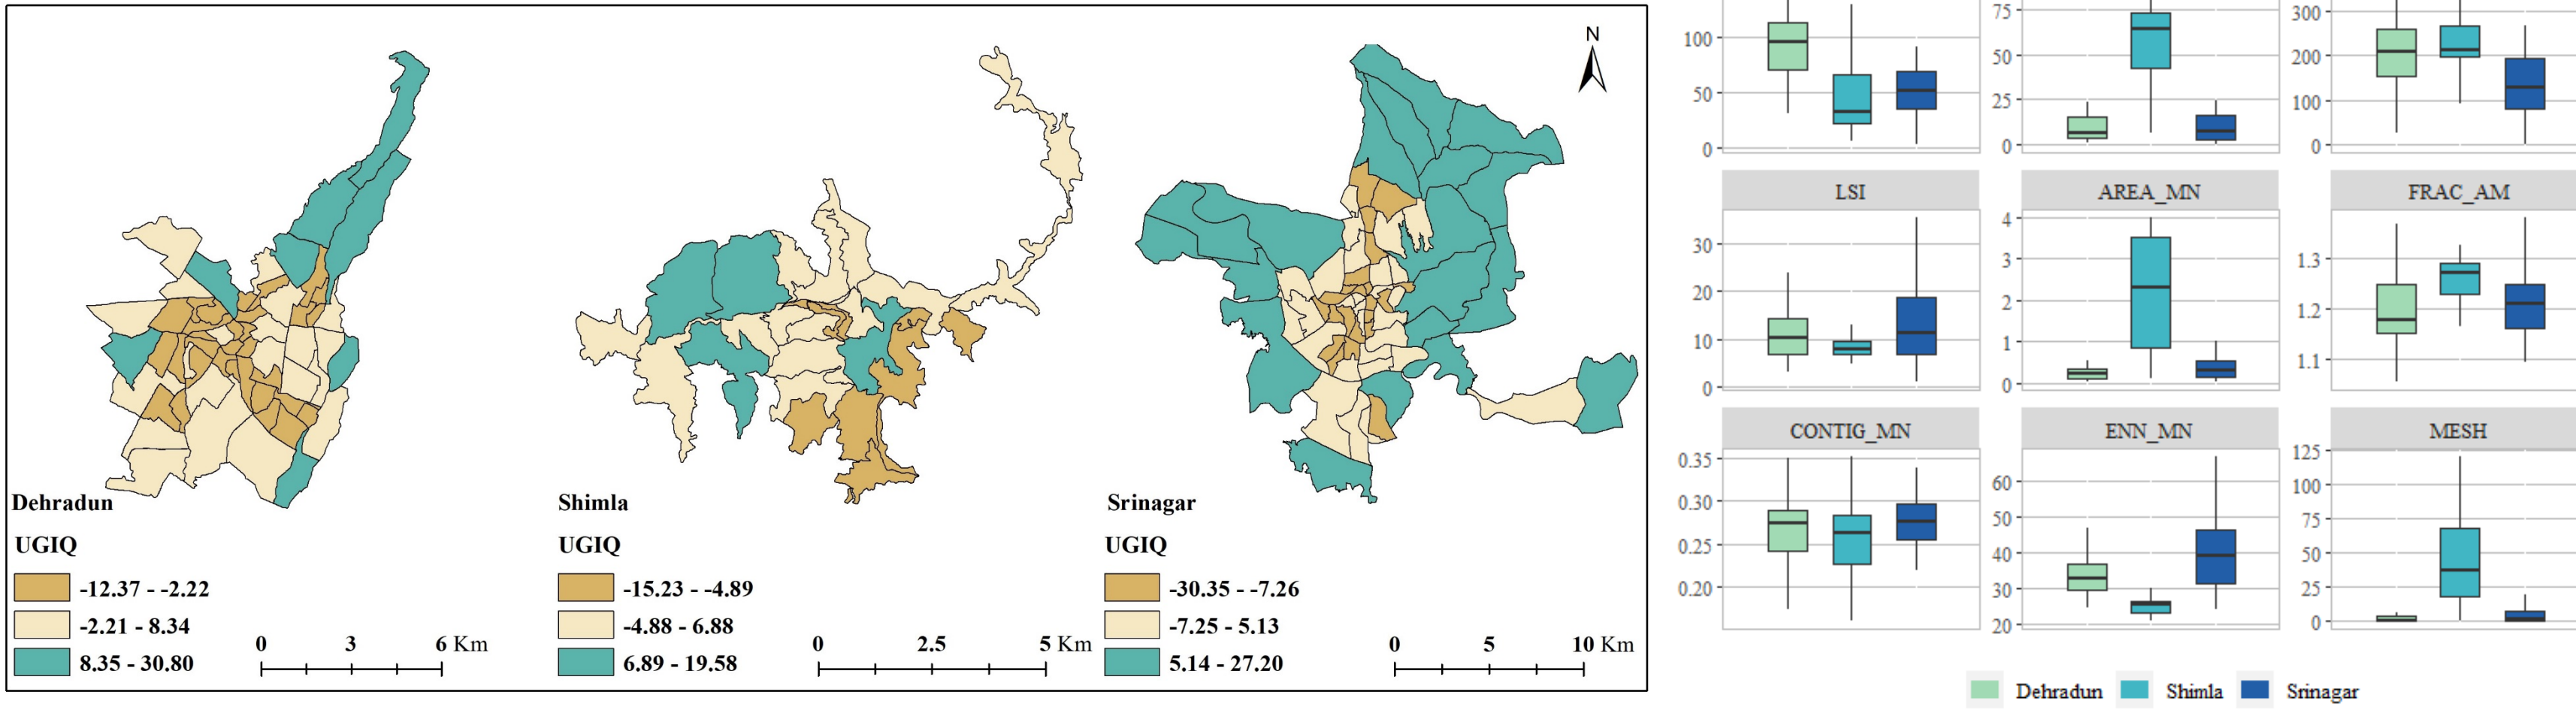 N
Dehradun
UGIQ
-12.37 - -2.22
-2.21 - 8.34
8.35 - 30.80
0 3 6 Km
Shimla
UGIQ
-15.23 - -4.89
-4.88 - 6.88
6.89 - 19.58
0 2.5 5 Km
Srinagar
UGIQ
-30.35 - -7.26
-7.25 - 5.13
5.14 - 27.20
0 5 10 Km
100
50
0
75
50
25
0
300
200
100
0
LSI
30
20
10
0
AREA_MN
4
3
2
1
0
FRAC_AM
1.3
1.2
1.1
CONTIG_MN
0.35
0.30
0.25
0.20
ENN_MN
60
50
40
30
20
MESH
125
100
75
50
25
0
Dehradun Shimla Srinagar